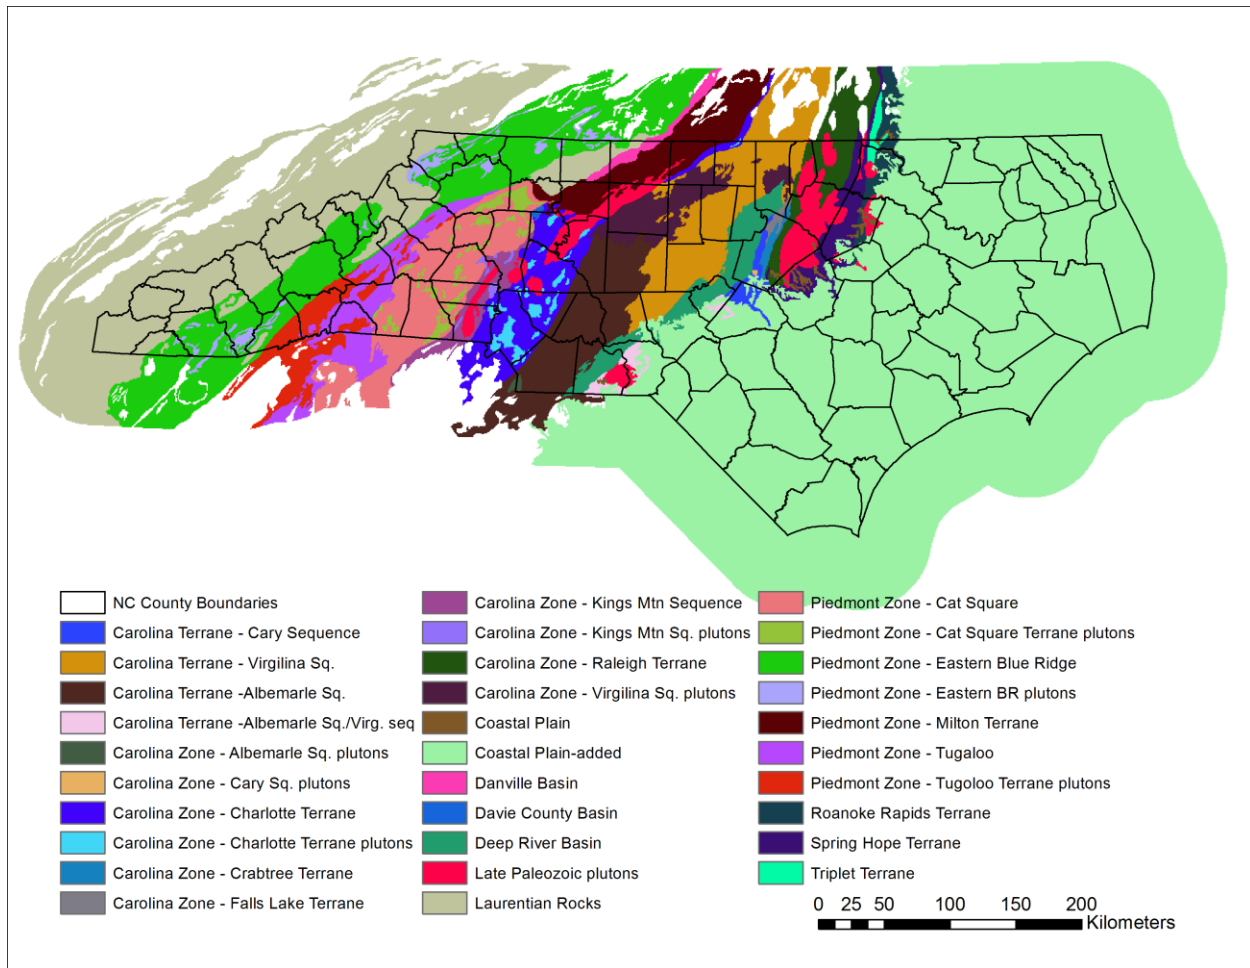 NC County Boundaries
Carolina Terrane - Cary Sequence
Carolina Terrane - Virgilina Sq.
Carolina Terrane -Albemarle Sq.
Carolina Terrane -Albemarle Sq./Virg. seq
Carolina Zone - Albemarle Sq. plutons
Carolina Zone - Cary Sq. plutons
Carolina Zone - Charlotte Terrane
Carolina Zone - Charlotte Terrane plutons
Carolina Zone - Crabtree Terrane
Carolina Zone - Falls Lake Terrane
Carolina Zone - Kings Mtn Sequence
Carolina Zone - Kings Mtn Sq. plutons
Carolina Zone - Raleigh Terrane
Carolina Zone - Virgilina Sq. plutons
Coastal Plain
Coastal Plain-added
Danville Basin
Davie County Basin
Deep River Basin
Late Paleozoic plutons
Laurentian Rocks
Piedmont Zone - Cat Square
Piedmont Zone - Cat Square Terrane plutons
Piedmont Zone - Eastern Blue Ridge
Piedmont Zone - Eastern BR plutons
Piedmont Zone - Milton Terrane
Piedmont Zone - Tugaloo
Piedmont Zone - Tugoloo Terrane plutons
Roanoke Rapids Terrane
Spring Hope Terrane
Triplet Terrane
0 25 50 100 150 200
Kilometers